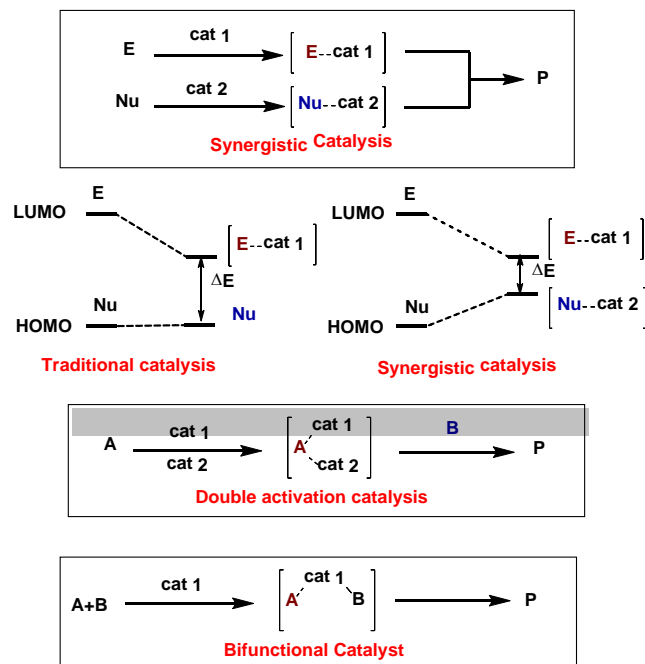 E cat 1 [E--cat 1]
Nu cat 2 [Nu--cat 2] P
Synergistic Catalysis
E E
LUMO [E--cat 1] LUMO [E--cat 1]
ΔE ΔE
Nu Nu Nu [Nu--cat 2]
HOMO HOMO
Traditional catalysis Synergistic catalysis
cat 1 cat 1 B
A [A] P
cat 2 cat 2
Double activation catalysis
cat 1 cat 1
A+B [A B] P
Bifunctional Catalyst